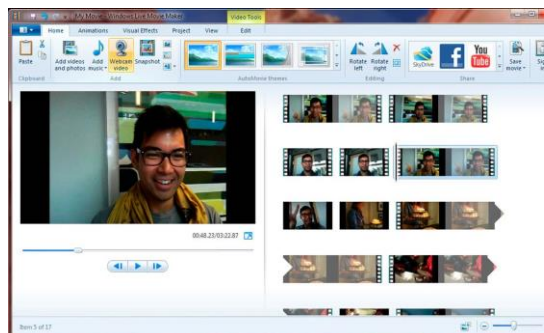 My Movie - Windows Live Movie Maker
Video Tools
Home Animations Visual Effects Project View Edit
Paste
Add videos and photos
Add music
Webcam video
Snapshot
Rotate left
Rotate right
SkyDrive
f
You Tube
Save movie
Sign in
Clipboard Add AutoMovie themes Editing Share
00:48.23/03:22.87
Item 5 of 17